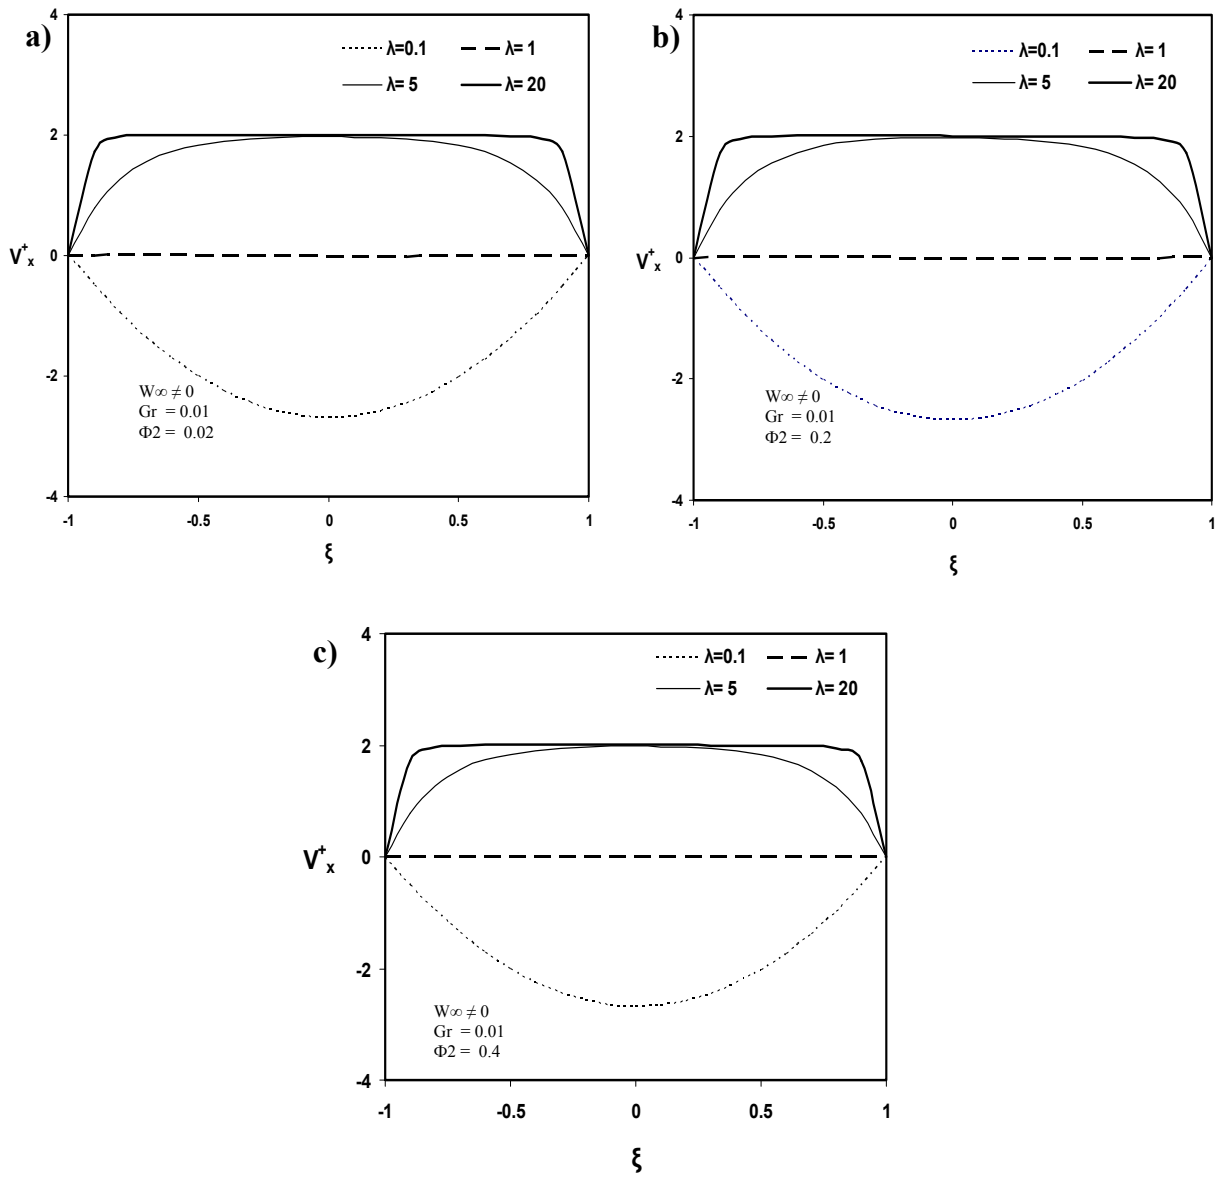 a)
4
λ=0.1 λ= 1
λ= 5 λ= 20
2
V⁺ₓ 0
-2
W∞ ≠ 0
Gr = 0.01
Φ2 = 0.02
-4
-1 -0.5 0 0.5 1
ξ
b)
4
λ=0.1 λ= 1
λ= 5 λ= 20
2
V⁺ₓ 0
-2
W∞ ≠ 0
Gr = 0.01
Φ2 = 0.2
-4
-1 -0.5 0 0.5 1
ξ
c)
4
λ=0.1 λ= 1
λ= 5 λ= 20
2
V⁺ₓ 0
-2
W∞ ≠ 0
Gr = 0.01
Φ2 = 0.4
-4
-1 -0.5 0 0.5 1
ξ